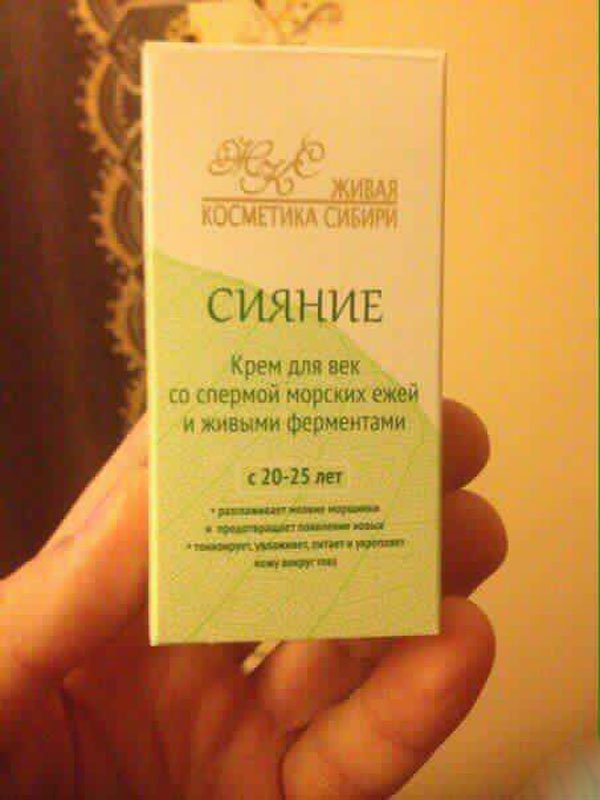 ЖКС
ЖИВАЯ
КОСМЕТИКА СИБИРИ
СИЯНИЕ
Крем для век
со спермой морских ежей
и живыми ферментами
с 20-25 лет
• разглаживает мелкие морщинки
и предотвращает появление новых
• тонизирует, увлажняет, питает и укрепляет
кожу вокруг глаз